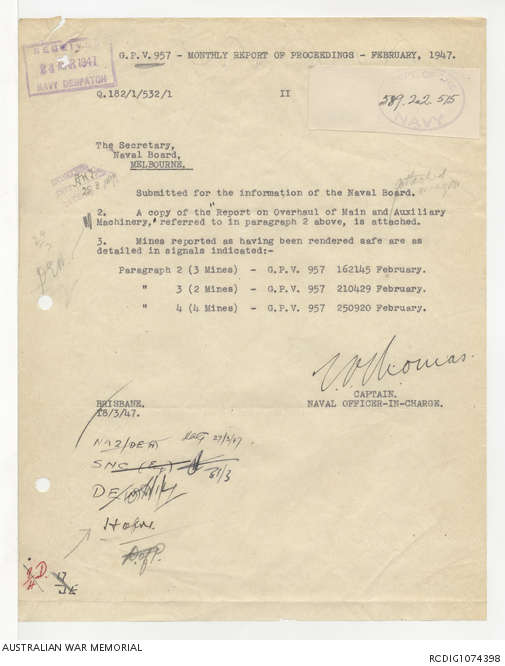 G.P.V. 957 - MONTHLY REPORT OF PROCEEDINGS - FEBRUARY, 1947.
NAVY DESPATCH
Q.182/1/532/1 II
589.202.515
NAVY
The Secretary,
Naval Board,
MELBOURNE.
attached
Submitted for the information of the Naval Board.
2. A copy of the "Report on Overhaul of Main and Auxiliary
Machinery," referred to in paragraph 2 above, is attached.
3. Mines reported as having been rendered safe are as
detailed in signals indicated:-
Paragraph 2 (3 Mines) - G.P.V. 957 162145 February.
" 3 (2 Mines) - G.P.V. 957 210429 February.
" 4 (4 Mines) - G.P.V. 957 250920 February.
CAPTAIN.
BRISBANE. NAVAL OFFICER-IN-CHARGE.
18/3/47.
31/3
AUSTRALIAN WAR MEMORIAL RCDIG1074398